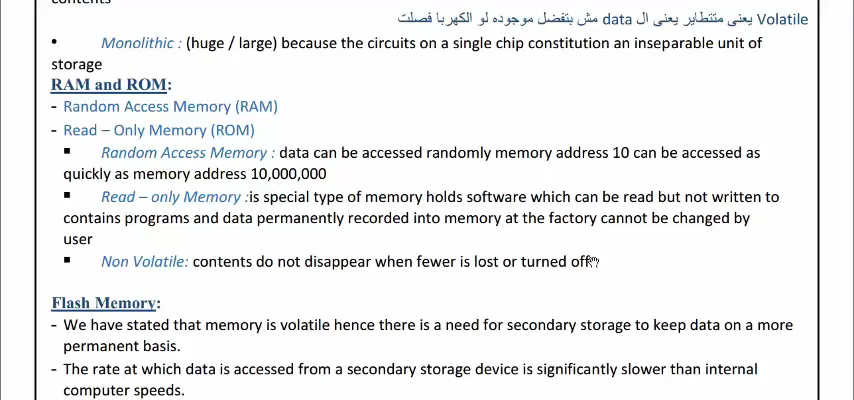 contents
Volatile يعنى متتطاير يعنى ال data مش بتفضل موجوده لو الكهربا فصلت
• Monolithic : (huge / large) because the circuits on a single chip constitution an inseparable unit of
storage
RAM and ROM:
- Random Access Memory (RAM)
- Read – Only Memory (ROM)
▪ Random Access Memory : data can be accessed randomly memory address 10 can be accessed as
quickly as memory address 10,000,000
▪ Read – only Memory :is special type of memory holds software which can be read but not written to
contains programs and data permanently recorded into memory at the factory cannot be changed by
user
▪ Non Volatile: contents do not disappear when fewer is lost or turned off
Flash Memory:
- We have stated that memory is volatile hence there is a need for secondary storage to keep data on a more
permanent basis.
- The rate at which data is accessed from a secondary storage device is significantly slower than internal
computer speeds.